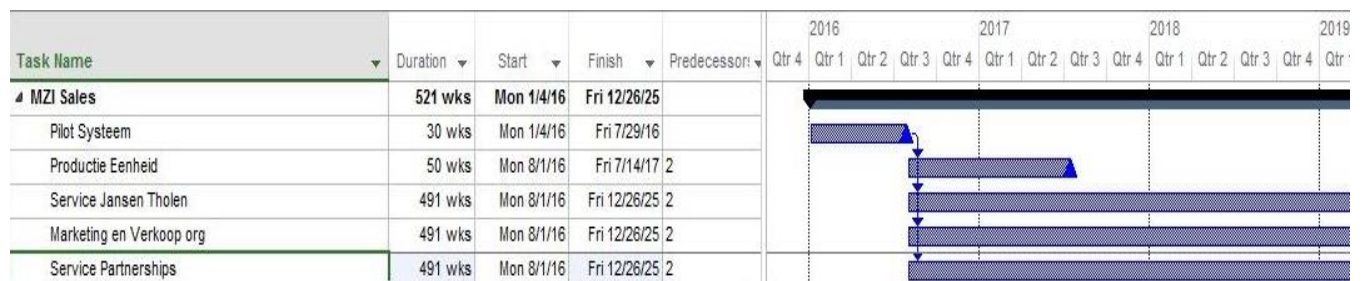 2016 2017 2018 2019
Task Name Duration Start Finish Predecessors Qtr 4 Qtr 1 Qtr 2 Qtr 3 Qtr 4 Qtr 1 Qtr 2 Qtr 3 Qtr 4 Qtr 1 Qtr 2 Qtr 3 Qtr 4 Qtr
MZI Sales 521 wks Mon 1/4/16 Fri 12/26/25
Pilot Systeem 30 wks Mon 1/4/16 Fri 7/29/16
Productie Eenheid 50 wks Mon 8/1/16 Fri 7/14/17 2
Service Jansen Tholen 491 wks Mon 8/1/16 Fri 12/26/25 2
Marketing en Verkoop org 491 wks Mon 8/1/16 Fri 12/26/25 2
Service Partnerships 491 wks Mon 8/1/16 Fri 12/26/25 2